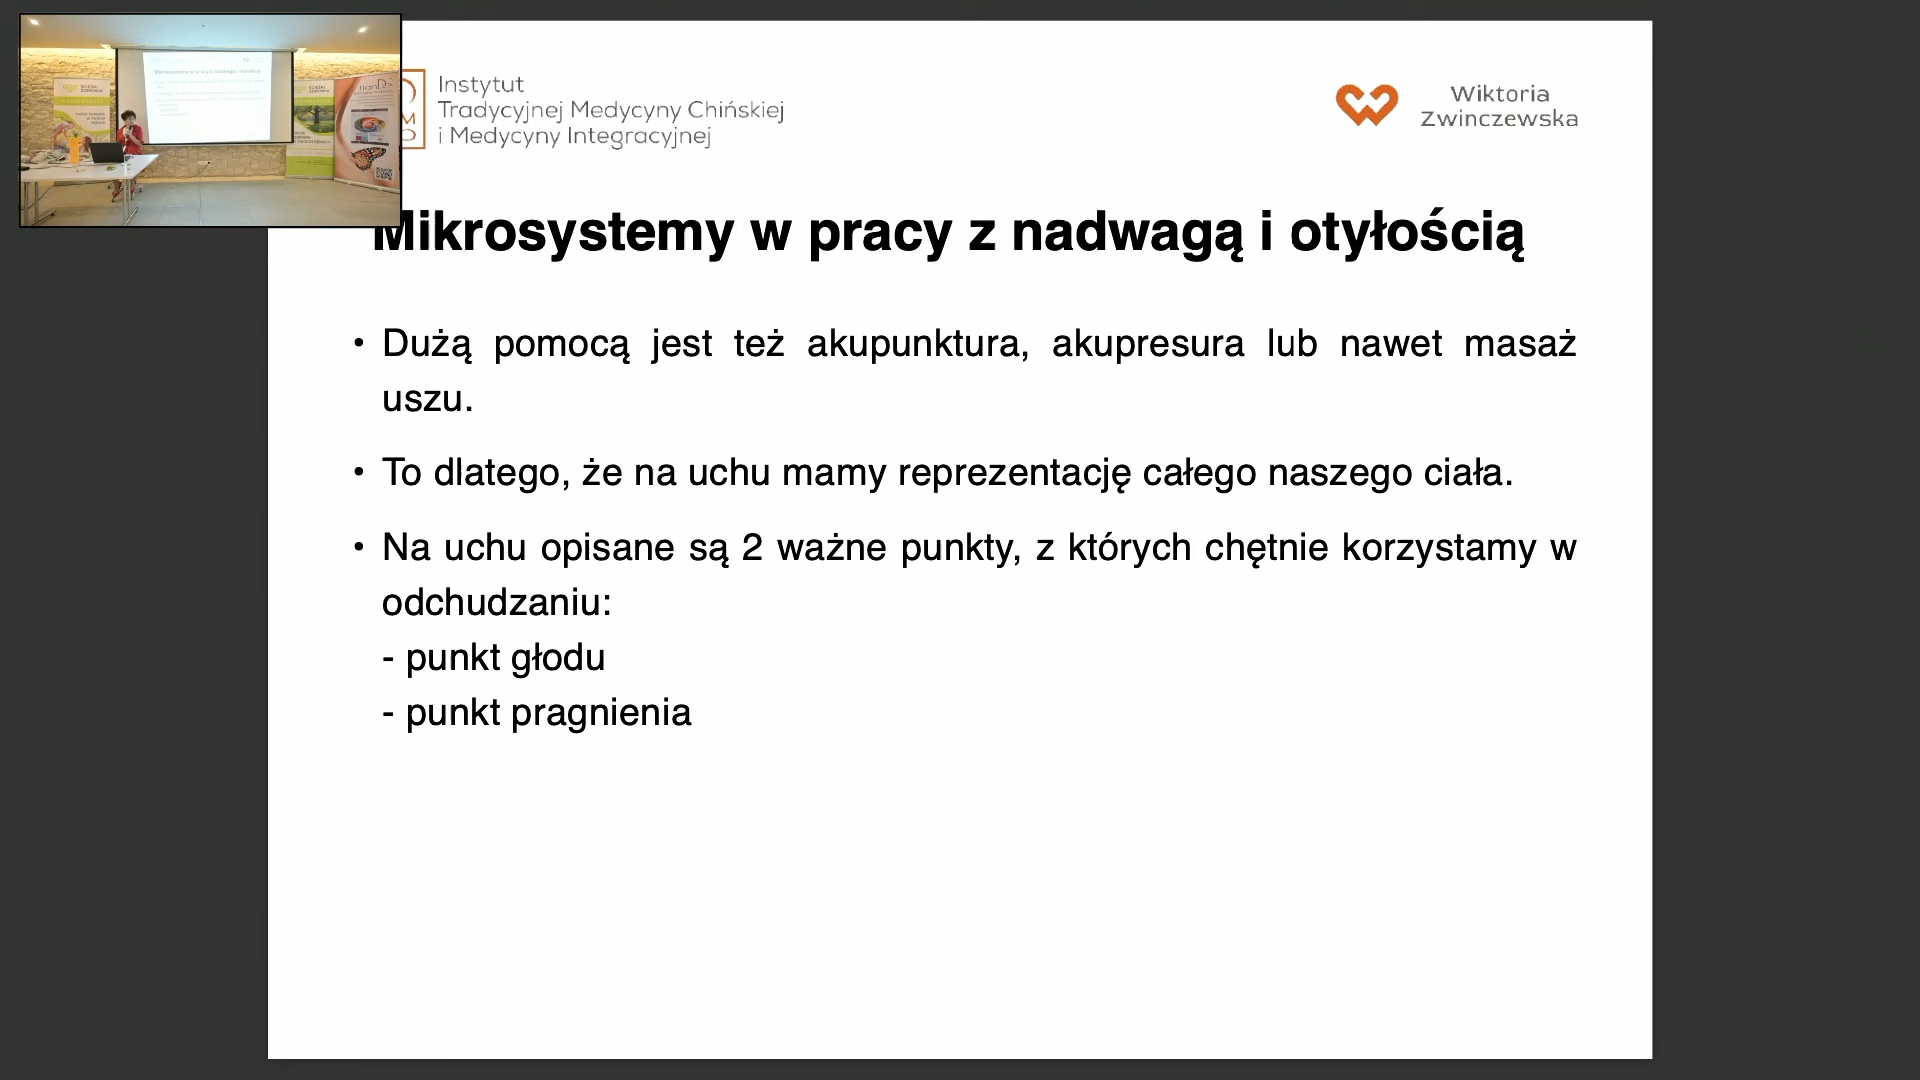 Instytut
Tradycyjnej Medycyny Chińskiej
i Medycyny Integracyjnej
Wiktoria
Zwinczewska
Mikrosystemy w pracy z nadwagą i otyłością
• Dużą pomocą jest też akupunktura, akupresura lub nawet masaż
uszu.
• To dlatego, że na uchu mamy reprezentację całego naszego ciała.
• Na uchu opisane są 2 ważne punkty, z których chętnie korzystamy w
odchudzaniu:
- punkt głodu
- punkt pragnienia